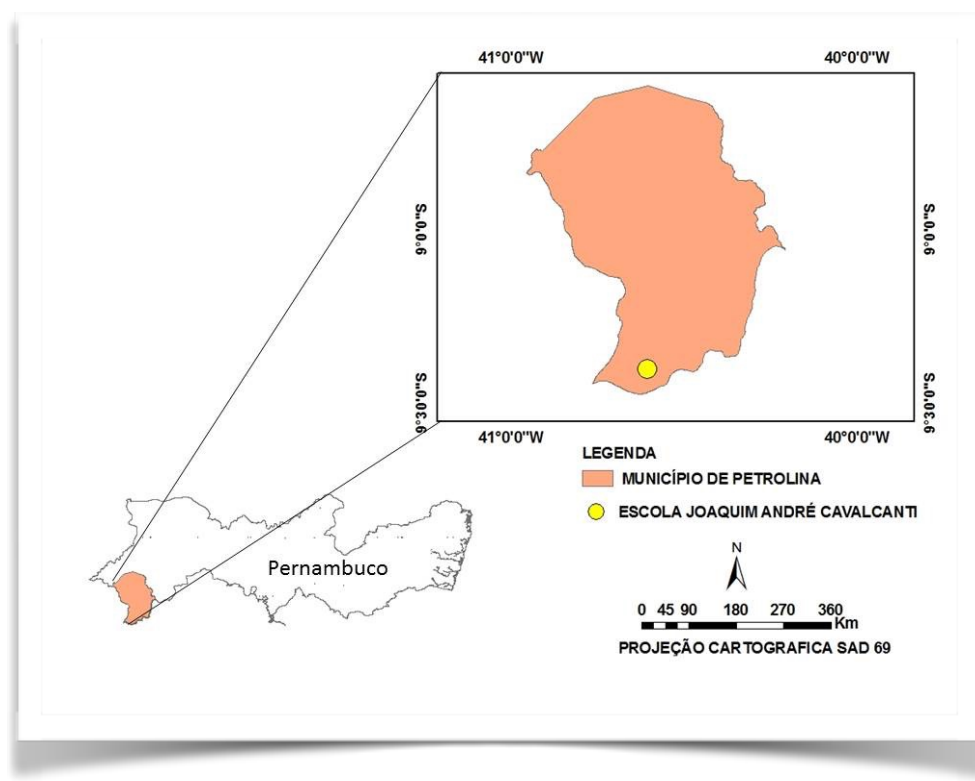 41°0'0"W 40°0'0"W
9°0'0"S 9°0'0"S
9°30'0"S 9°30'0"S
41°0'0"W 40°0'0"W
LEGENDA
MUNICÍPIO DE PETROLINA
ESCOLA JOAQUIM ANDRÉ CAVALCANTI
Pernambuco
N
0 45 90 180 270 360
Km
PROJEÇÃO CARTOGRAFICA SAD 69